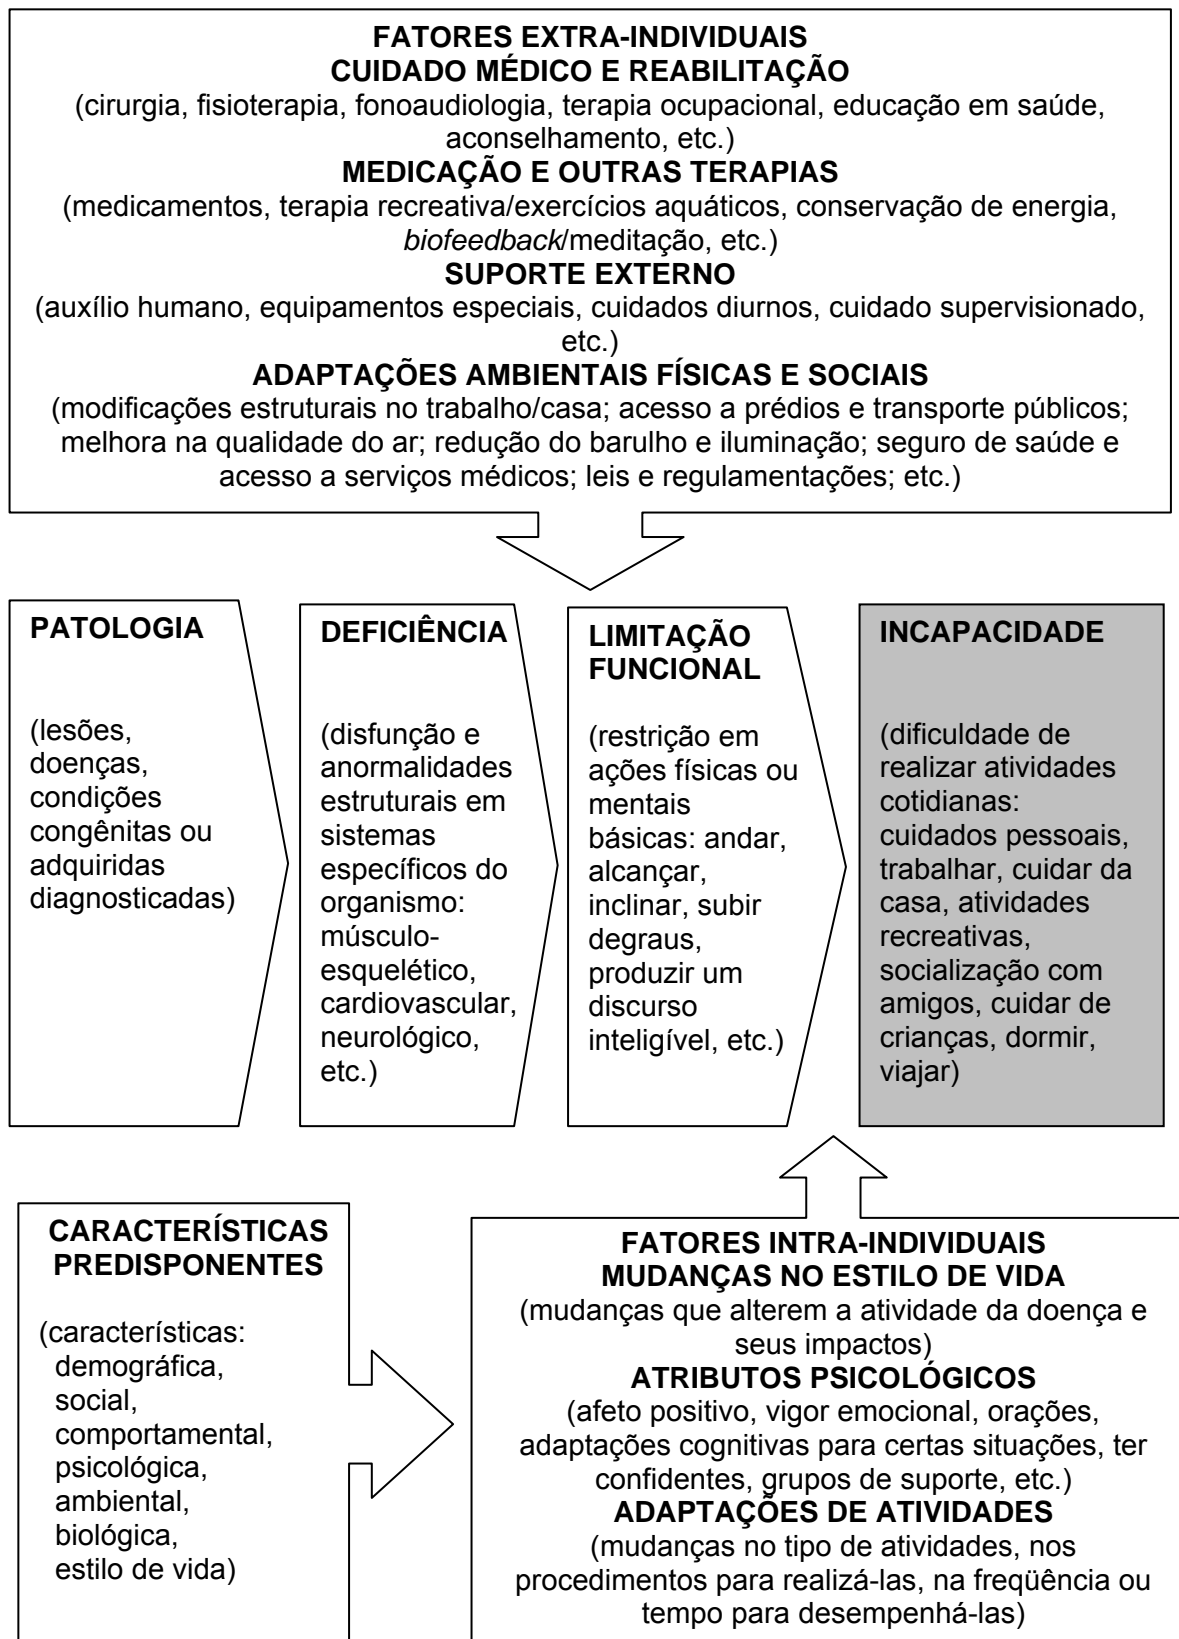 FATORES EXTRA-INDIVIDUAIS
CUIDADO MÉDICO E REABILITAÇÃO
(cirurgia, fisioterapia, fonoaudiologia, terapia ocupacional, educação em saúde,
aconselhamento, etc.)
MEDICAÇÃO E OUTRAS TERAPIAS
(medicamentos, terapia recreativa/exercícios aquáticos, conservação de energia,
biofeedback/meditação, etc.)
SUPORTE EXTERNO
(auxílio humano, equipamentos especiais, cuidados diurnos, cuidado supervisionado,
etc.)
ADAPTAÇÕES AMBIENTAIS FÍSICAS E SOCIAIS
(modificações estruturais no trabalho/casa; acesso a prédios e transporte públicos;
melhora na qualidade do ar; redução do barulho e iluminação; seguro de saúde e
acesso a serviços médicos; leis e regulamentações; etc.)
PATOLOGIA
(lesões,
doenças,
condições
congênitas ou
adquiridas
diagnosticadas)
DEFICIÊNCIA
(disfunção e
anormalidades
estruturais em
sistemas
específicos do
organismo:
músculo-
esquelético,
cardiovascular,
neurológico,
etc.)
LIMITAÇÃO
FUNCIONAL
(restrição em
ações físicas ou
mentais
básicas: andar,
alcançar,
inclinar, subir
degraus,
produzir um
discurso
inteligível, etc.)
INCAPACIDADE
(dificuldade de
realizar atividades
cotidianas:
cuidados pessoais,
trabalhar, cuidar da
casa, atividades
recreativas,
socialização com
amigos, cuidar de
crianças, dormir,
viajar)
CARACTERÍSTICAS
PREDISPONENTES
(características:
demográfica,
social,
comportamental,
psicológica,
ambiental,
biológica,
estilo de vida)
FATORES INTRA-INDIVIDUAIS
MUDANÇAS NO ESTILO DE VIDA
(mudanças que alterem a atividade da doença e
seus impactos)
ATRIBUTOS PSICOLÓGICOS
(afeto positivo, vigor emocional, orações,
adaptações cognitivas para certas situações, ter
confidentes, grupos de suporte, etc.)
ADAPTAÇÕES DE ATIVIDADES
(mudanças no tipo de atividades, nos
procedimentos para realizá-las, na freqüência ou
tempo para desempenhá-las)